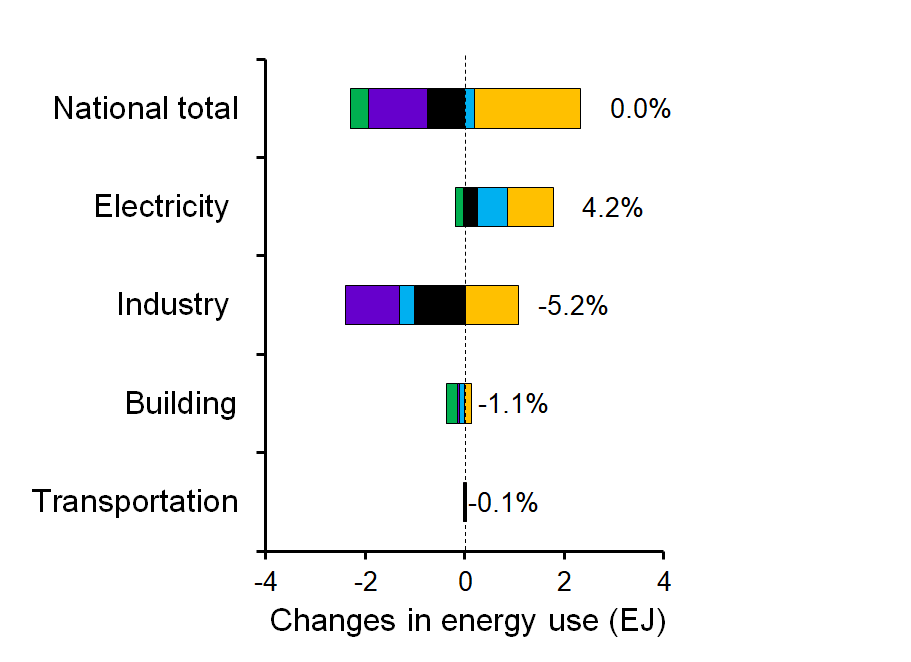 National total 0.0%
Electricity 4.2%
Industry -5.2%
Building -1.1%
Transportation -0.1%
-4 -2 0 2 4
Changes in energy use (EJ)